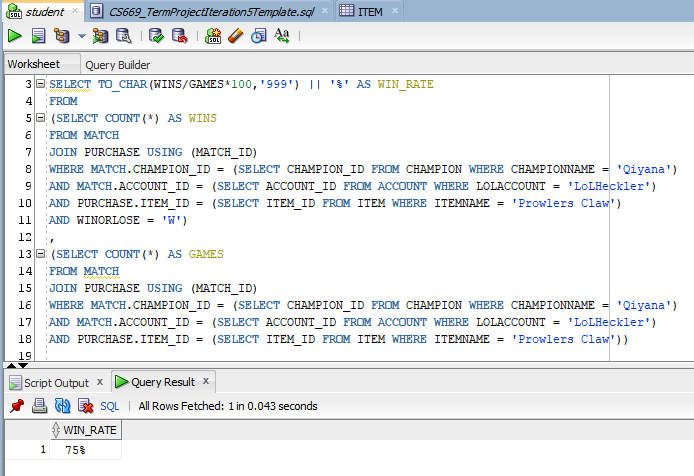 student CS669_TermProjectIteration5Template.sql ITEM
Worksheet Query Builder
3 SELECT TO_CHAR(WINS/GAMES*100,'999') || '%' AS WIN_RATE
4 FROM
5 (SELECT COUNT(*) AS WINS
6 FROM MATCH
7 JOIN PURCHASE USING (MATCH_ID)
8 WHERE MATCH.CHAMPION_ID = (SELECT CHAMPION_ID FROM CHAMPION WHERE CHAMPIONNAME = 'Qiyana')
9 AND MATCH.ACCOUNT_ID = (SELECT ACCOUNT_ID FROM ACCOUNT WHERE LOLACCOUNT = 'LoLHeckler')
10 AND PURCHASE.ITEM_ID = (SELECT ITEM_ID FROM ITEM WHERE ITEMNAME = 'Prowlers Claw')
11 AND WINORLOSE = 'W')
12 ,
13 (SELECT COUNT(*) AS GAMES
14 FROM MATCH
15 JOIN PURCHASE USING (MATCH_ID)
16 WHERE MATCH.CHAMPION_ID = (SELECT CHAMPION_ID FROM CHAMPION WHERE CHAMPIONNAME = 'Qiyana')
17 AND MATCH.ACCOUNT_ID = (SELECT ACCOUNT_ID FROM ACCOUNT WHERE LOLACCOUNT = 'LoLHeckler')
18 AND PURCHASE.ITEM_ID = (SELECT ITEM_ID FROM ITEM WHERE ITEMNAME = 'Prowlers Claw'))
19
Script Output x Query Result x
SQL | All Rows Fetched: 1 in 0.043 seconds
WIN_RATE
1 75%